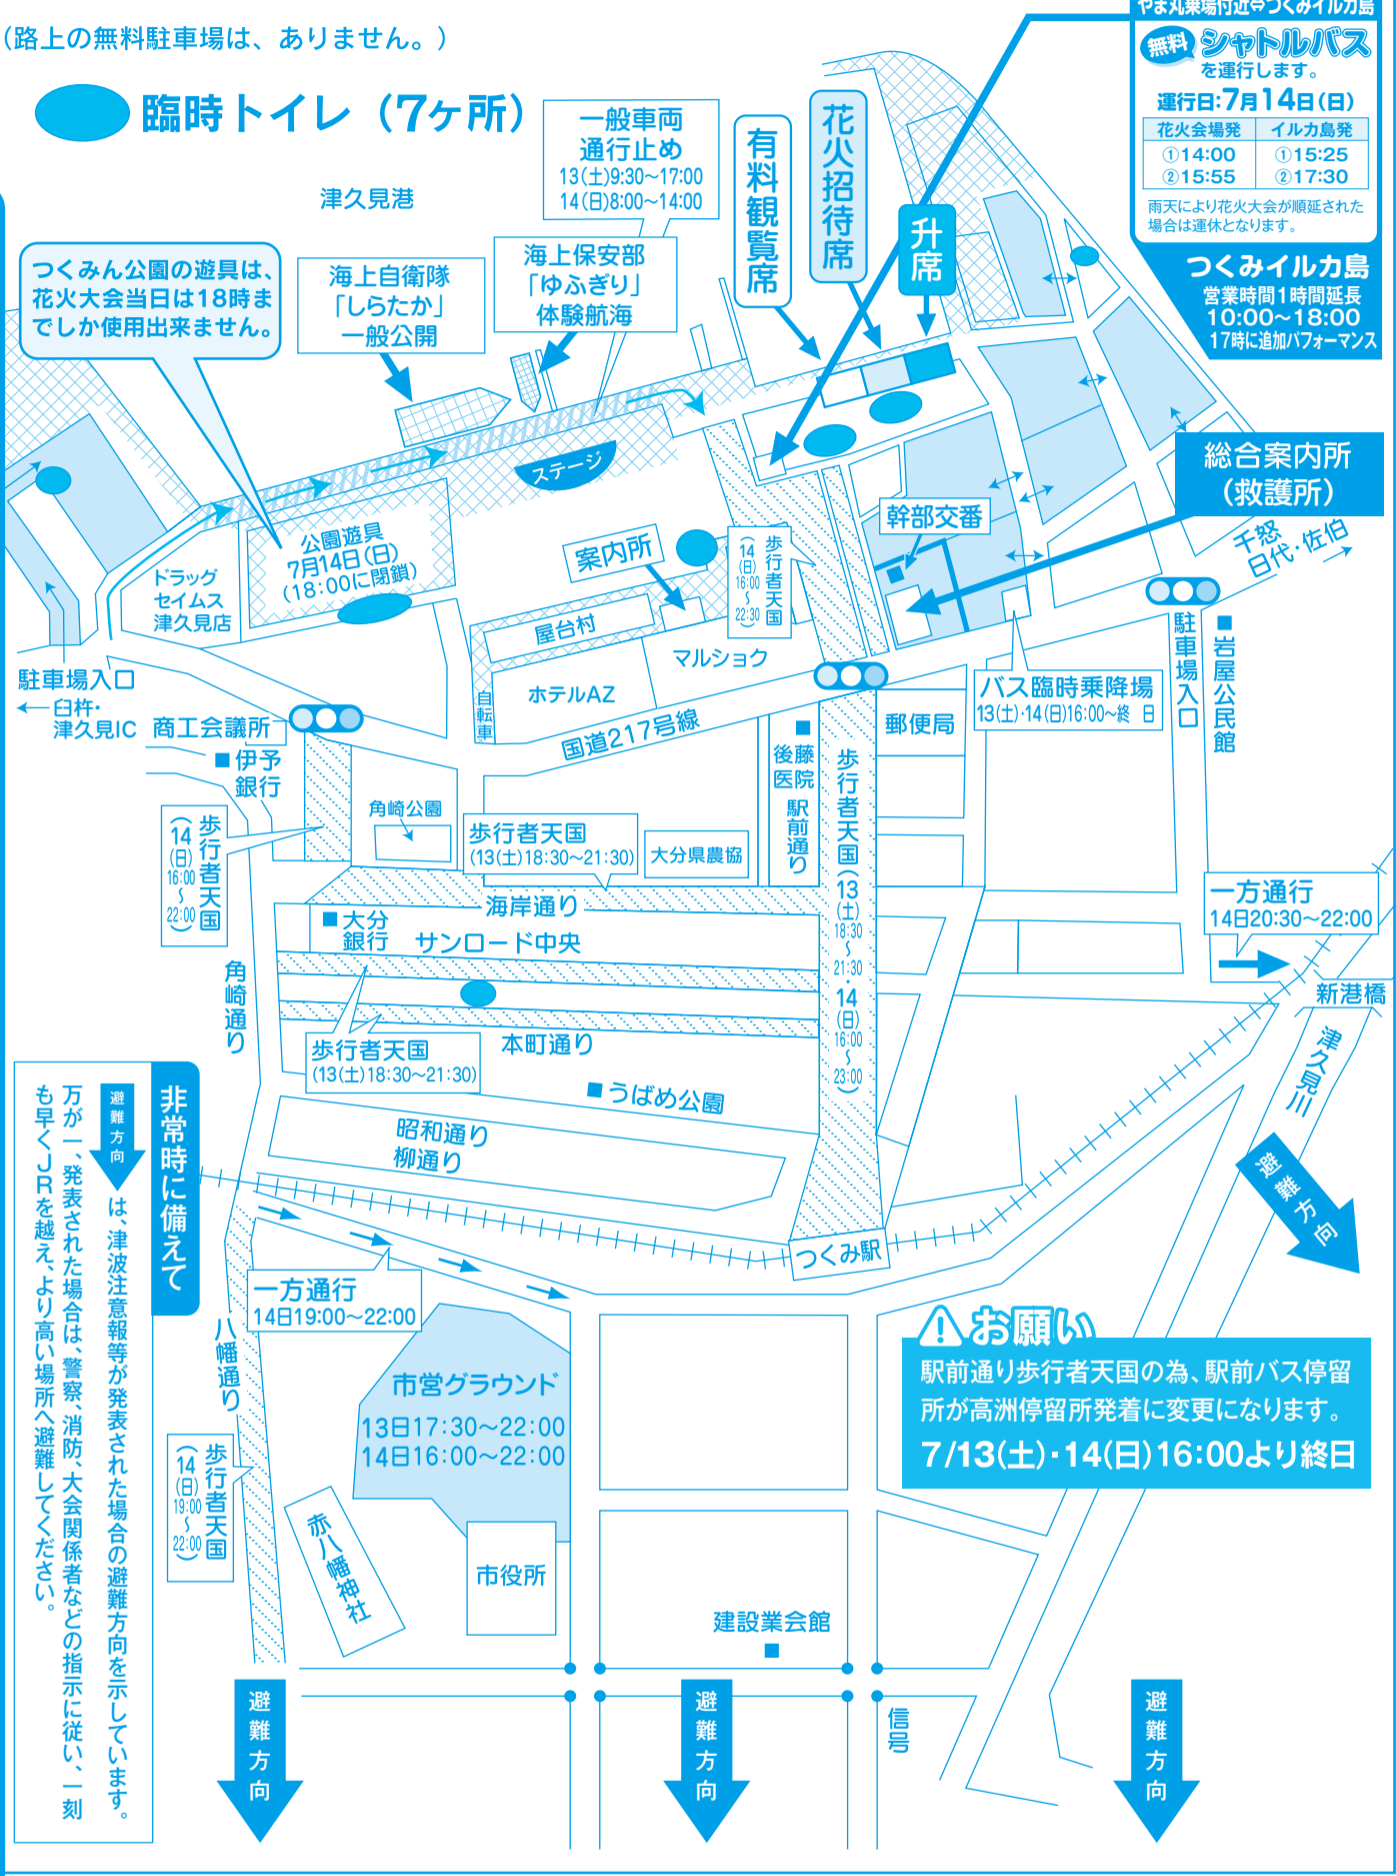 （路上の無料駐車場は、ありません。）
臨時トイレ（7ヶ所）
やま丸乗場付近⇔つくみイルカ島
無料 シャトルバス
を運行します。
運行日:7月14日(日)
花火会場発 イルカ島発
①14:00 ①15:25
②15:55 ②17:30
雨天により花火大会が順延された
場合は運休となります。
つくみイルカ島
営業時間1時間延長
10:00〜18:00
17時に追加パフォーマンス
一般車両
通行止め
13(土)9:30〜17:00
14(日)8:00〜14:00
有料観覧席
花火招待席
升席
津久見港
つくみん公園の遊具は、
花火大会当日は18時ま
でしか使用出来ません。
海上自衛隊
「しらたか」
一般公開
海上保安部
「ゆふぎり」
体験航海
ステージ
総合案内所
（救護所）
幹部交番
千怒
日代・佐伯
公園遊具
7月14日(日)
(18:00に閉鎖)
案内所
歩行者天国
(14(日)16:00〜22:30)
ドラッグ
セイムス
津久見店
屋台村
マルショク
ホテルAZ
自転車
国道217号線
駐車場入口
←臼杵・
津久見IC
商工会議所
■伊予
銀行
バス臨時乗降場
13(土)・14(日)16:00〜終 日
駐車場入口
■岩屋公民館
郵便局
■後藤
医院
駅前通り
歩行者天国(13(土)18:30〜21:30・14(日)16:00〜23:00)
角崎公園
歩行者天国
(13(土)18:30〜21:30)
大分県農協
歩行者天国
(14(日)16:00〜22:00)
海岸通り
■大分
銀行
サンロード中央
角崎通り
歩行者天国
(13(土)18:30〜21:30)
本町通り
■うばめ公園
一方通行
14日20:30〜22:00
新港橋
津久見川
昭和通り
柳通り
つくみ駅
避難方向
非常時に備えて
避難方向
は、津波注意報等が発表された場合の避難方向を示しています。
万が一、発表された場合は、警察、消防、大会関係者などの指示に従い、一刻
も早くJRを越え、より高い場所へ避難してください。
一方通行
14日19:00〜22:00
八幡通り
市営グラウンド
13日17:30〜22:00
14日16:00〜22:00
お願い
駅前通り歩行者天国の為、駅前バス停留
所が高洲停留所発着に変更になります。
7/13(土)・14(日)16:00より終日
歩行者天国
(14(日)19:00〜22:00)
赤八幡神社
市役所
建設業会館
■
信号
避難方向
避難方向
避難方向